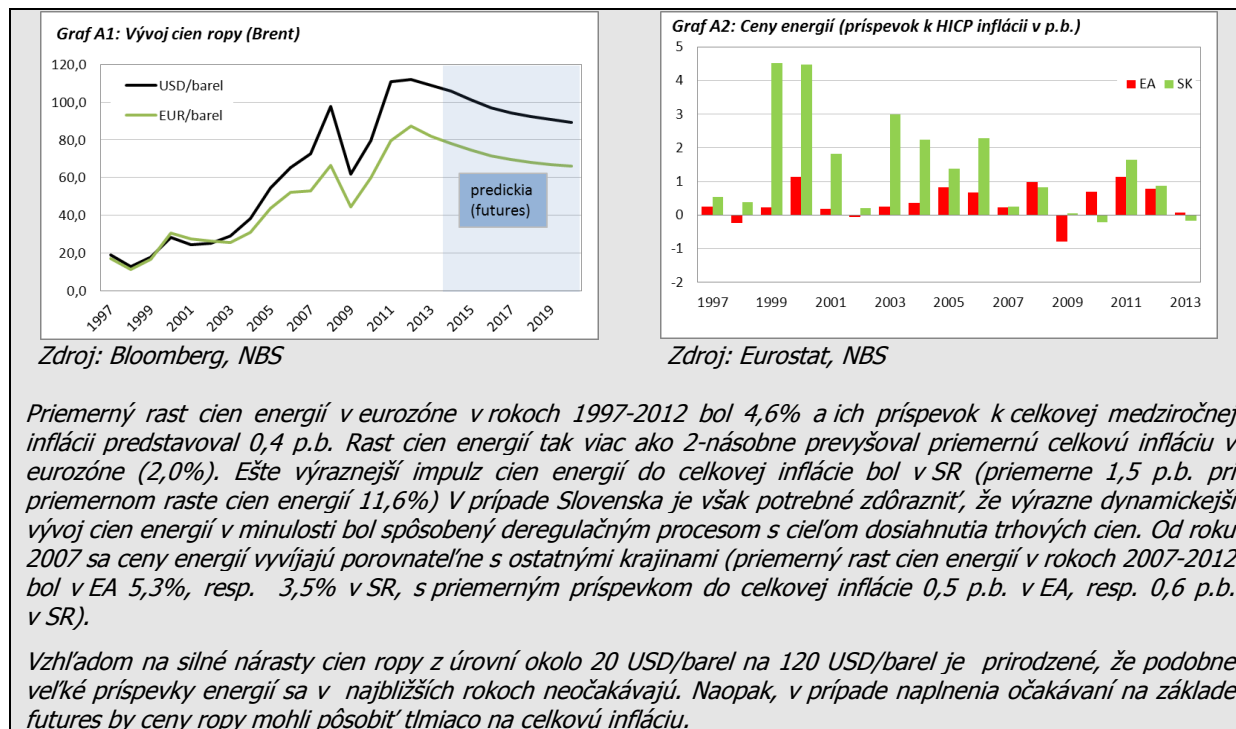 Graf A1: Vývoj cien ropy (Brent)
120,0
100,0
80,0
60,0
40,0
20,0
0,0
USD/barel
EUR/barel
predickia
(futures)
1997
1999
2001
2003
2005
2007
2009
2011
2013
2015
2017
2019
Zdroj: Bloomberg, NBS
Graf A2: Ceny energií (príspevok k HICP inflácii v p.b.)
5
4
3
2
1
0
-1
-2
EA
SK
1997
1999
2001
2003
2005
2007
2009
2011
2013
Zdroj: Eurostat, NBS
Priemerný rast cien energií v eurozóne v rokoch 1997-2012 bol 4,6% a ich príspevok k celkovej medziročnej
inflácii predstavoval 0,4 p.b. Rast cien energií tak viac ako 2-násobne prevyšoval priemernú celkovú infláciu v
eurozóne (2,0%). Ešte výraznejší impulz cien energií do celkovej inflácie bol v SR (priemerne 1,5 p.b. pri
priemernom raste cien energií 11,6%) V prípade Slovenska je však potrebné zdôrazniť, že výrazne dynamickejší
vývoj cien energií v minulosti bol spôsobený deregulačným procesom s cieľom dosiahnutia trhových cien. Od roku
2007 sa ceny energií vyvíjajú porovnateľne s ostatnými krajinami (priemerný rast cien energií v rokoch 2007-2012
bol v EA 5,3%, resp. 3,5% v SR, s priemerným príspevkom do celkovej inflácie 0,5 p.b. v EA, resp. 0,6 p.b.
v SR).
Vzhľadom na silné nárasty cien ropy z úrovní okolo 20 USD/barel na 120 USD/barel je prirodzené, že podobne
veľké príspevky energií sa v najbližších rokoch neočakávajú. Naopak, v prípade naplnenia očakávaní na základe
futures by ceny ropy mohli pôsobiť tlmiaco na celkovú infláciu.